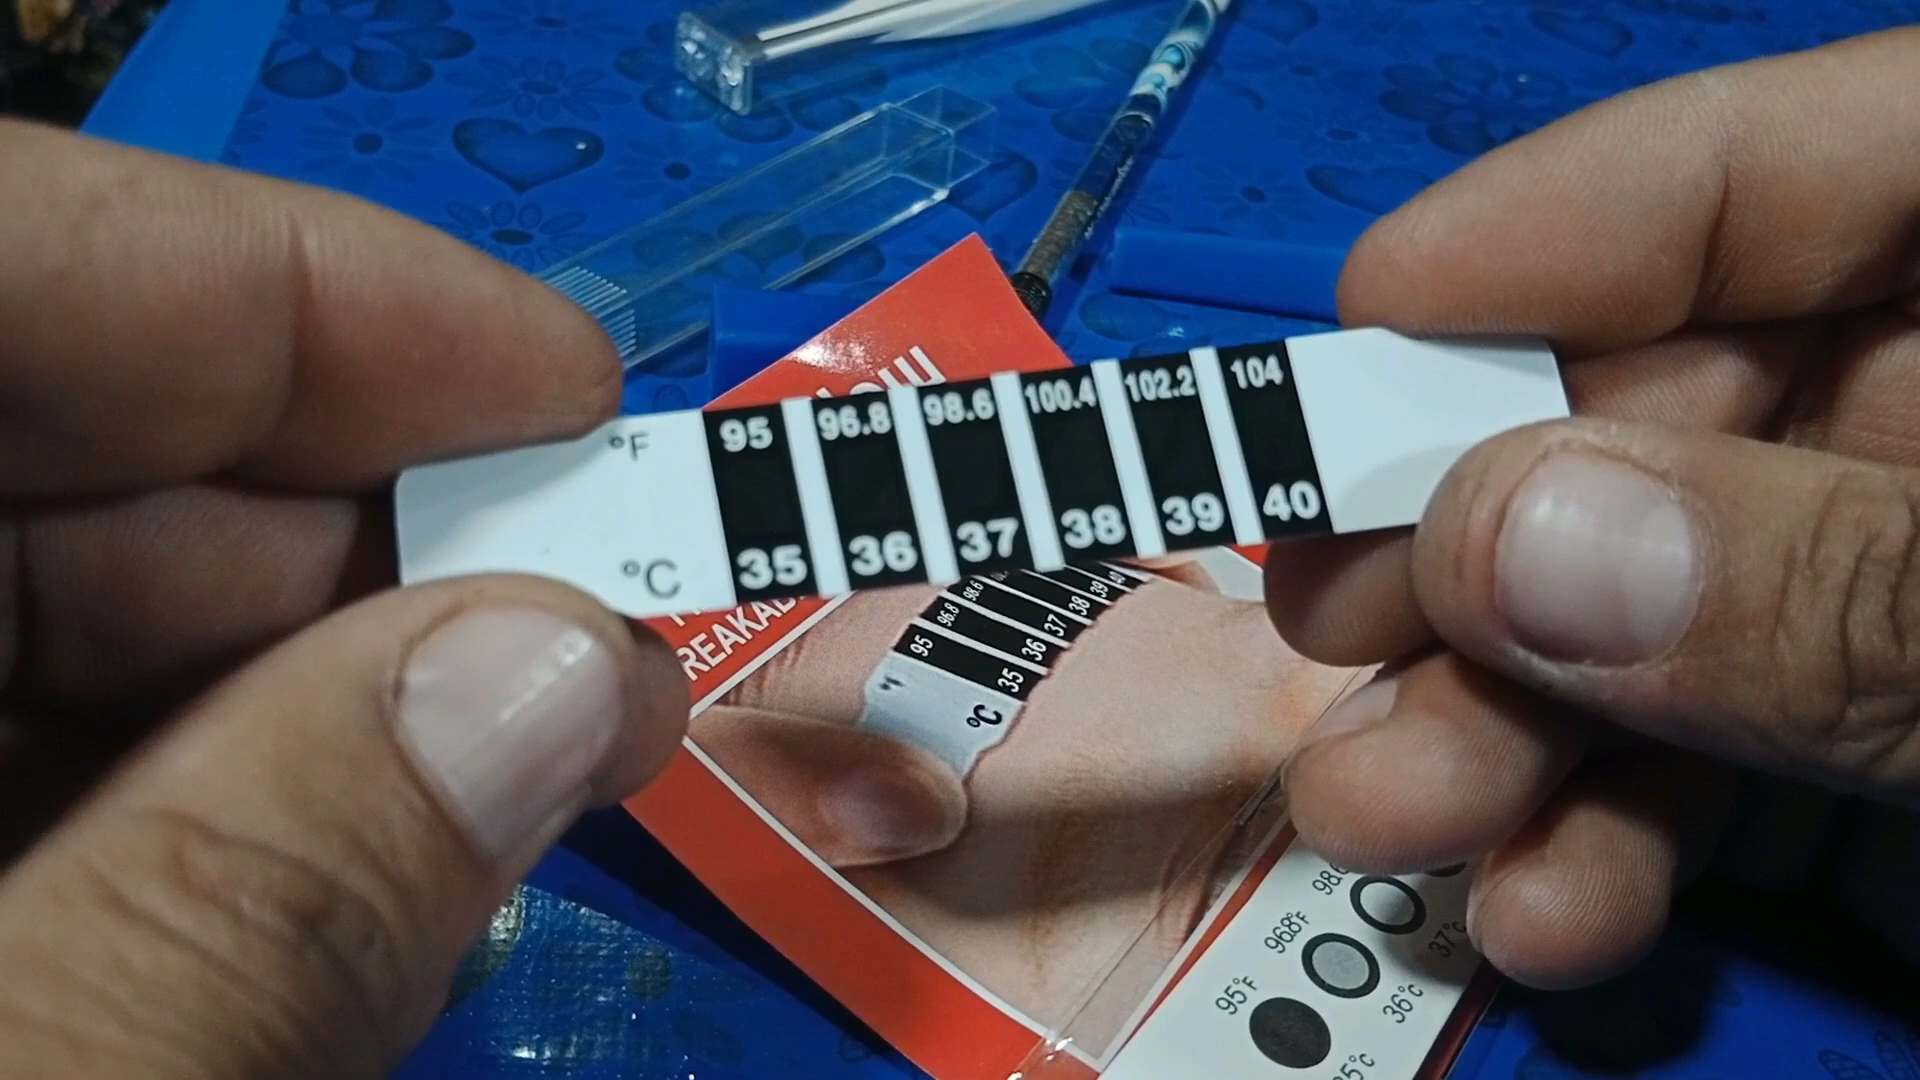 °F 95 96.8 98.6 100.4 102.2 104
°C 35 36 37 38 39 40
95 96.8 98.6
°C 35 36 37 38 39 40
95°F 96.8°F
36°C 37°C